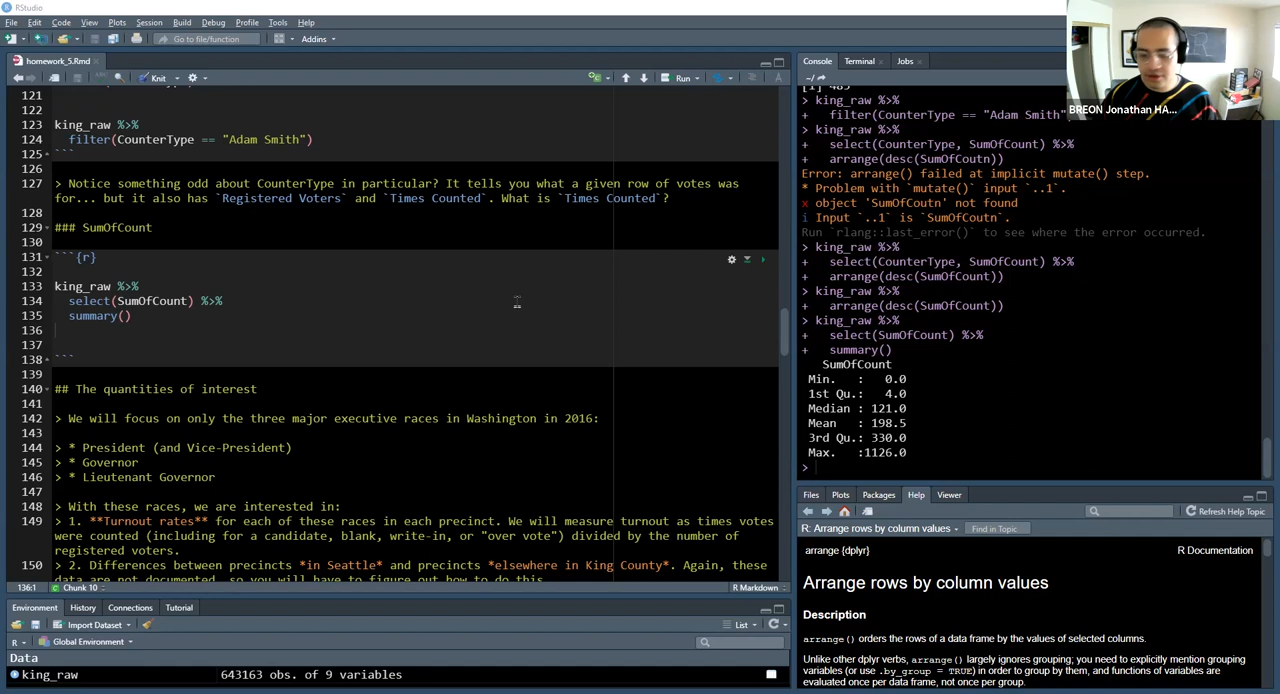 RStudio
File Edit Code View Plots Session Build Debug Profile Tools Help
Go to file/function Addins
homework_5.Rmd
Knit Run
121
122
123 king_raw %>%
124 filter(CounterType == "Adam Smith")
125 ```
126
127 > Notice something odd about CounterType in particular? It tells you what a given row of votes was
for... but it also has `Registered Voters` and `Times Counted`. What is `Times Counted`?
128
129 ### SumOfCount
130
131 ```{r}
132
133 king_raw %>%
134 select(SumOfCount) %>%
135 summary()
136
137
138 ```
139
140 ## The quantities of interest
141
142 > We will focus on only the three major executive races in Washington in 2016:
143
144 > * President (and Vice-President)
145 > * Governor
146 > * Lieutenant Governor
147
148 > With these races, we are interested in:
149 > 1. **Turnout rates** for each of these races in each precinct. We will measure turnout as times votes
were counted (including for a candidate, blank, write-in, or "over vote") divided by the number of
registered voters.
150 > 2. Differences between precincts *in Seattle* and precincts *elsewhere in King County*. Again, these
data are not documented, so you will have to figure out how to do this.
136:1 Chunk 10 R Markdown
Environment History Connections Tutorial
Import Dataset List
R Global Environment
Data
king_raw 643163 obs. of 9 variables
Console Terminal Jobs
~/
[1] 485
> king_raw %>%
+ filter(CounterType == "Adam Smith")
> king_raw %>%
+ select(CounterType, SumOfCount) %>%
+ arrange(desc(SumOfCoutn))
Error: arrange() failed at implicit mutate() step.
* Problem with `mutate()` input `..1`.
x object 'SumOfCoutn' not found
i Input `..1` is `SumOfCoutn`.
Run `rlang::last_error()` to see where the error occurred.
> king_raw %>%
+ select(CounterType, SumOfCount) %>%
+ arrange(desc(SumOfCount))
> king_raw %>%
+ arrange(desc(SumOfCount))
> king_raw %>%
+ select(SumOfCount) %>%
+ summary()
SumOfCount
Min. : 0.0
1st Qu.: 4.0
Median : 121.0
Mean : 198.5
3rd Qu.: 330.0
Max. :1126.0
>
BREON Jonathan HA...
Files Plots Packages Help Viewer
Refresh Help Topic
R: Arrange rows by column values Find in Topic
arrange {dplyr} R Documentation
Arrange rows by column values
Description
arrange() orders the rows of a data frame by the values of selected columns.
Unlike other dplyr verbs, arrange() largely ignores grouping; you need to explicitly mention grouping
variables (or use .by_group = TRUE) in order to group by them, and functions of variables are
evaluated once per data frame, not once per group.